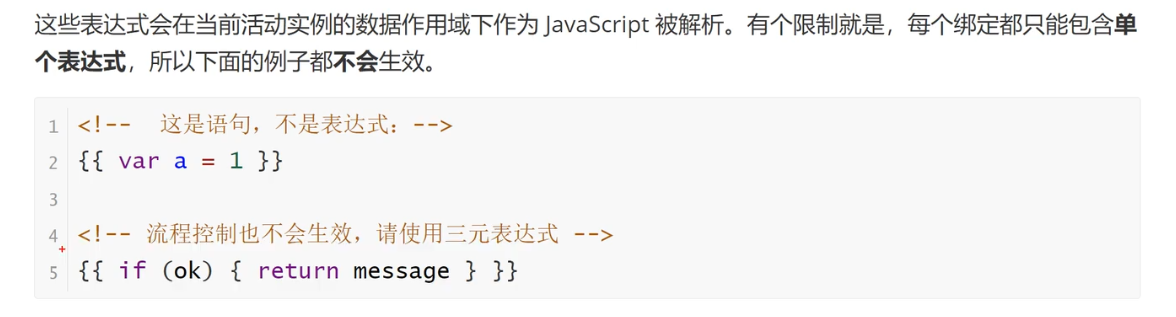 这些表达式会在当前活动实例的数据作用域下作为 JavaScript 被解析。有个限制就是，每个绑定都只能包含单
个表达式，所以下面的例子都不会生效。
1 <!--  这是语句，不是表达式：-->
2 {{ var a = 1 }}
3
4 <!-- 流程控制也不会生效，请使用三元表达式 -->
5 {{ if (ok) { return message } }}